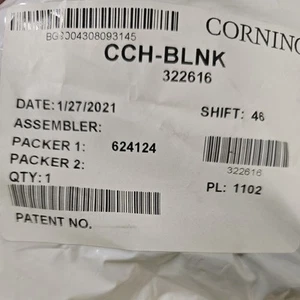 CORNING
BG4004308093145
CCH-BLNK
322616
DATE: 1/27/2021
SHIFT: 46
ASSEMBLER:
PACKER 1: 624124
PACKER 2:
322616
QTY: 1
PL: 1102
PATENT NO.